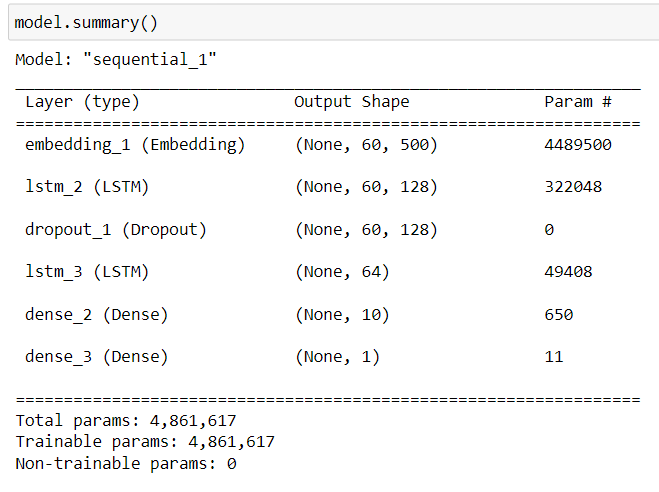 model.summary()
Model: "sequential_1"
Layer (type) Output Shape Param #
embedding_1 (Embedding) (None, 60, 500) 4489500
lstm_2 (LSTM) (None, 60, 128) 322048
dropout_1 (Dropout) (None, 60, 128) 0
lstm_3 (LSTM) (None, 64) 49408
dense_2 (Dense) (None, 10) 650
dense_3 (Dense) (None, 1) 11
Total params: 4,861,617
Trainable params: 4,861,617
Non-trainable params: 0